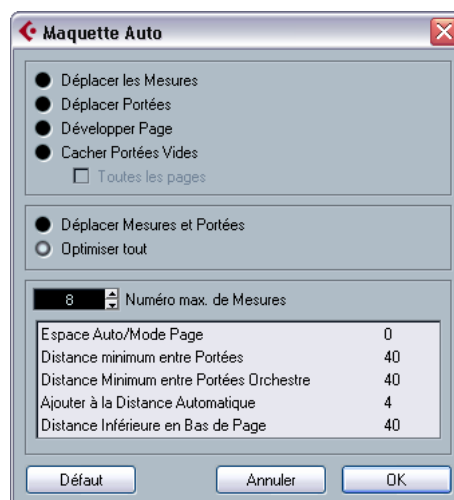 Maquette Auto
Déplacer les Mesures
Déplacer Portées
Développer Page
Cacher Portées Vides
Toutes les pages
Déplacer Mesures et Portées
Optimiser tout
8 Numéro max. de Mesures
Espace Auto/Mode Page 0
Distance minimum entre Portées 40
Distance Minimum entre Portées Orchestre 40
Ajouter à la Distance Automatique 4
Distance Inférieure en Bas de Page 40
Défaut Annuler OK